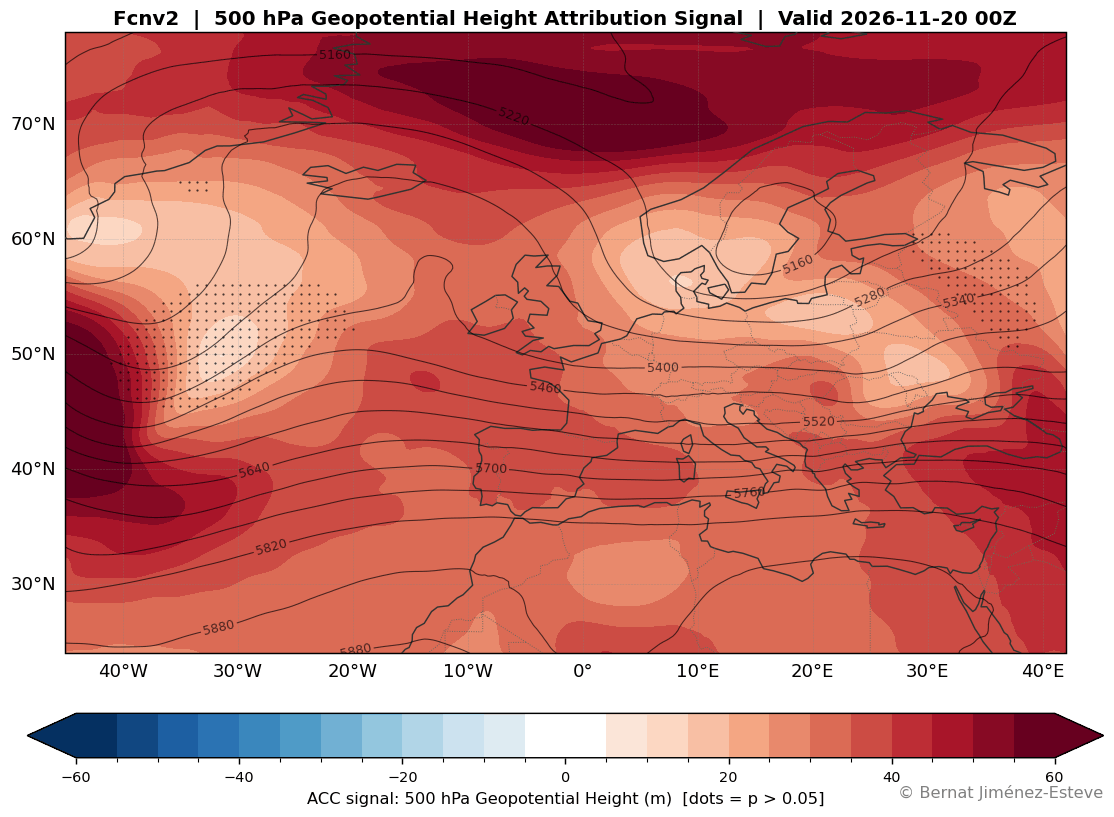 Fcnv2 | 500 hPa Geopotential Height Attribution Signal | Valid 2026-11-20 00Z
5160
5220
70°N
60°N
5160
5280
5340
50°N
5400
5460
5520
5640
5700
40°N
5760
5820
30°N
5880
5880
40°W 30°W 20°W 10°W 0° 10°E 20°E 30°E 40°E
−60 −40 −20 0 20 40 60
ACC signal: 500 hPa Geopotential Height (m) [dots = p > 0.05]
© Bernat Jiménez-Esteve